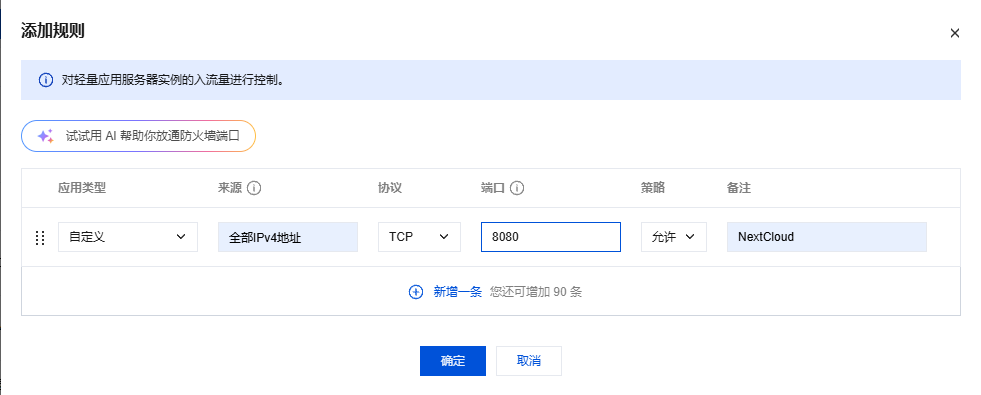 添加规则
对轻量应用服务器实例的入流量进行控制。
试试用 AI 帮助你放通防火墙端口
应用类型 来源 协议 端口 策略 备注
自定义 全部IPv4地址 TCP 8080 允许 NextCloud
新增一条 您还可增加 90 条
确定 取消